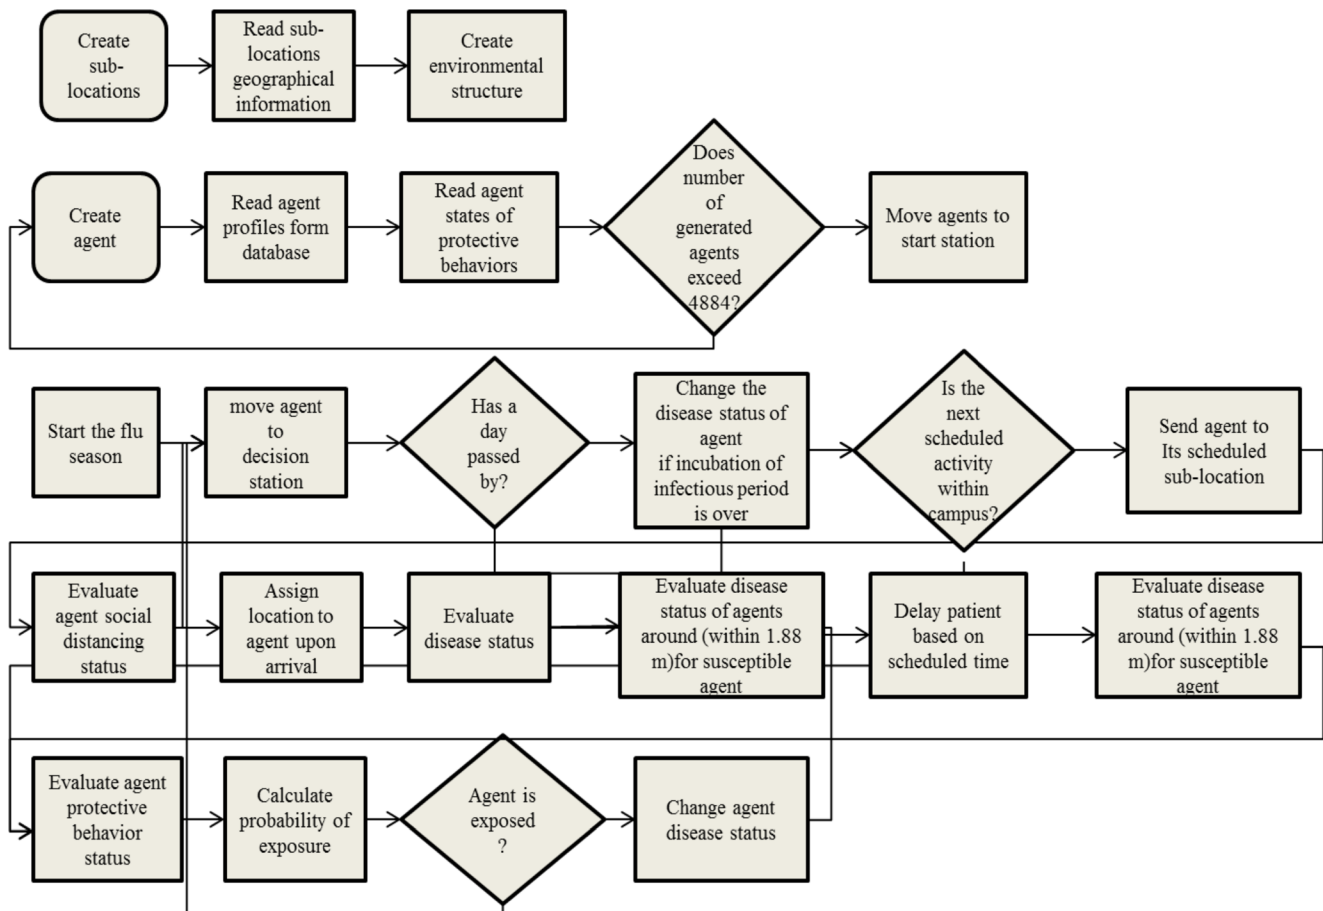 Create
sub-
locations
Read sub-
locations
geographical
information
Create
environmental
structure
Create
agent
Read agent
profiles form
database
Read agent
states of
protective
behaviors
Does
number
of
generated
agents
exceed
4884?
Move agents to
start station
Start the flu
season
move agent
to
decision
station
Has a
day
passed
by?
Change the
disease status of
agent
if incubation of
infectious period
is over
Is the
next
scheduled
activity
within
campus?
Send agent to
Its scheduled
sub-location
Evaluate
agent social
distancing
status
Assign
location to
agent upon
arrival
Evaluate
disease status
Evaluate disease
status of agents
around (within 1.88
m)for susceptible
agent
Delay patient
based on
scheduled time
Evaluate disease
status of agents
around (within 1.88
m)for susceptible
agent
Evaluate agent
protective
behavior
status
Calculate
probability of
exposure
Agent is
exposed
?
Change agent
disease status